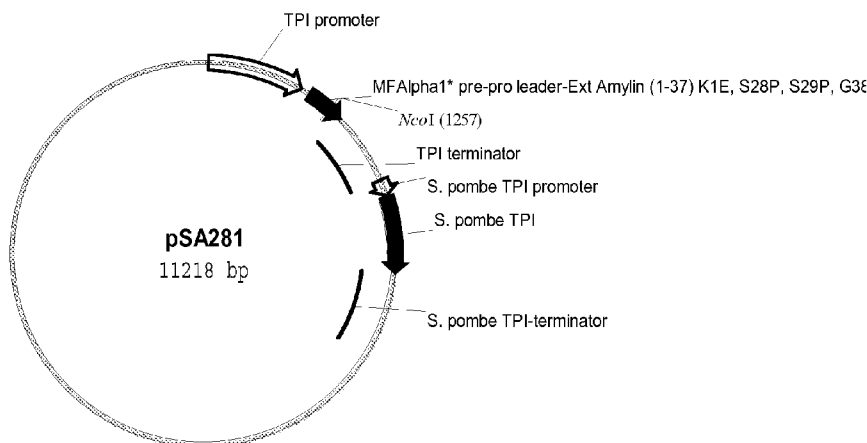 TPI promoter
MFAlpha1* pre-pro leader-Ext Amylin (1-37) K1E, S28P, S29P, G38
NcoI (1257)
TPI terminator
S. pombe TPI promoter
S. pombe TPI
pSA281
11218 bp
S. pombe TPI-terminator